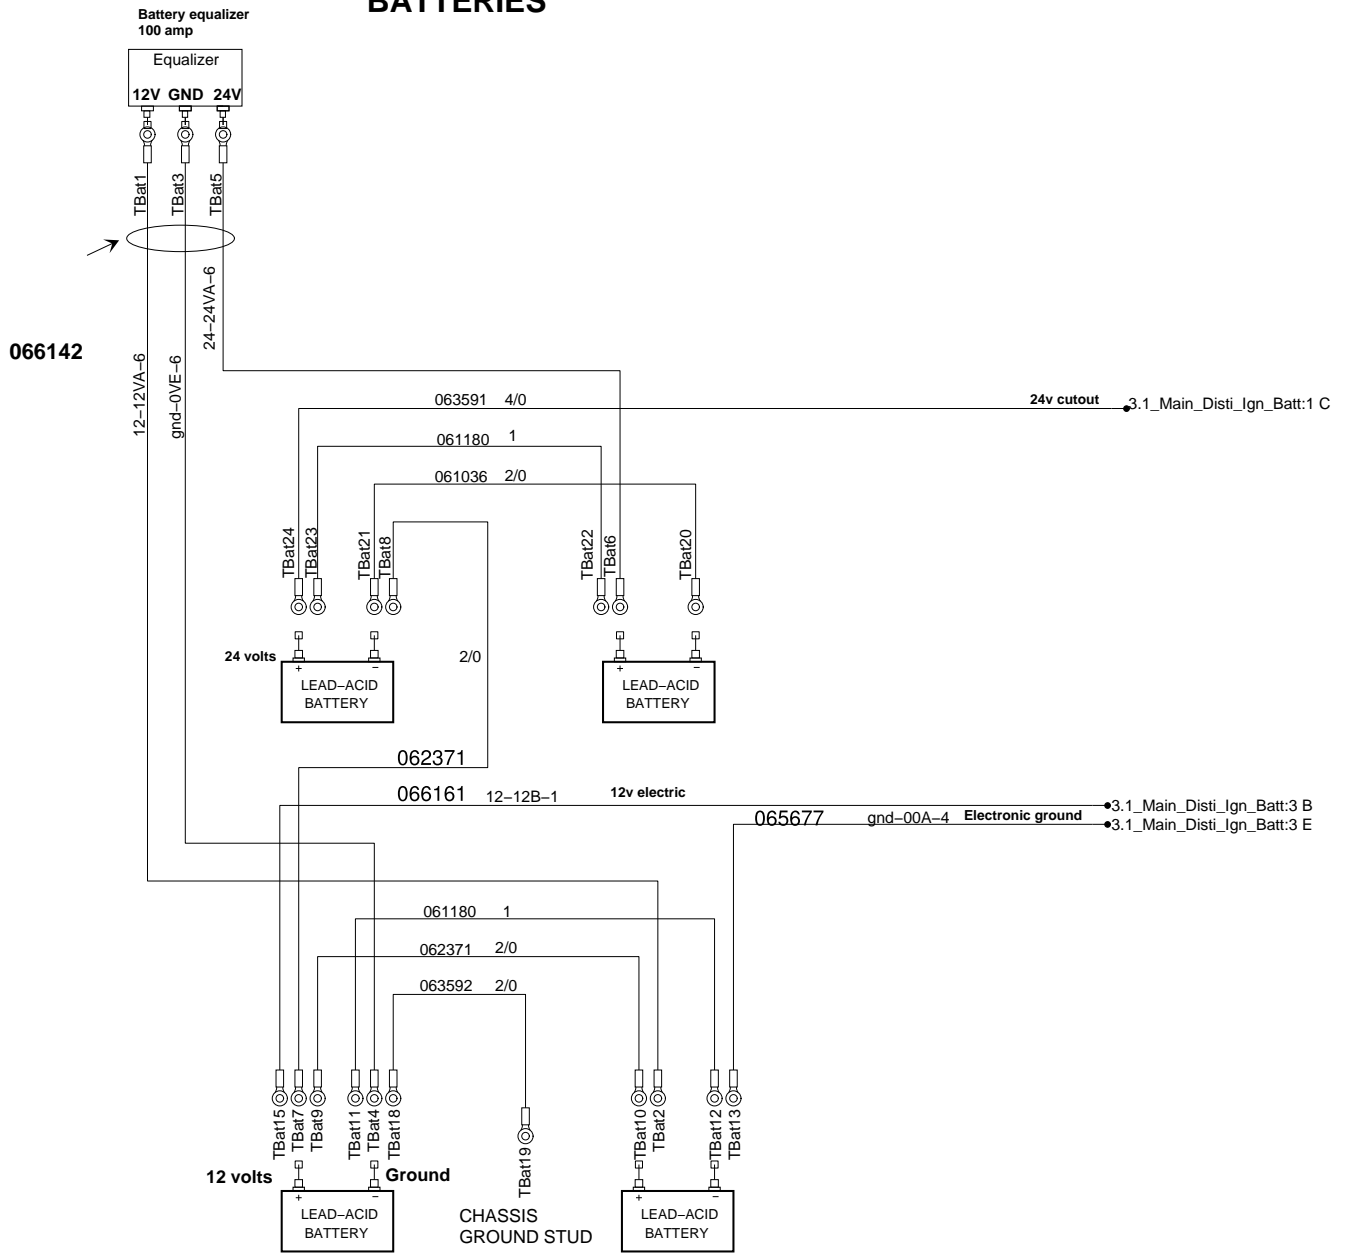 BATTERIES
Battery equalizer
100 amp
Equalizer
12V GND 24V
TBat1
TBat3
TBat5
24−24VA−6
066142
12−12VA−6
gnd−0VE−6
063591 4/0
24v cutout
3.1_Main_Disti_Ign_Batt:1 C
061180 1
061036 2/0
TBat24
TBat23
TBat21
TBat8
TBat22
TBat6
TBat20
24 volts
2/0
+ −
LEAD−ACID
BATTERY
+ −
LEAD−ACID
BATTERY
062371
066161 12−12B−1
12v electric
3.1_Main_Disti_Ign_Batt:3 B
065677 gnd−00A−4 Electronic ground
3.1_Main_Disti_Ign_Batt:3 E
061180 1
062371 2/0
063592 2/0
TBat15
TBat7
TBat9
TBat11
TBat4
TBat18
TBat19
TBat10
TBat2
TBat12
TBat13
12 volts
Ground
+ −
LEAD−ACID
BATTERY
CHASSIS
GROUND STUD
+ −
LEAD−ACID
BATTERY